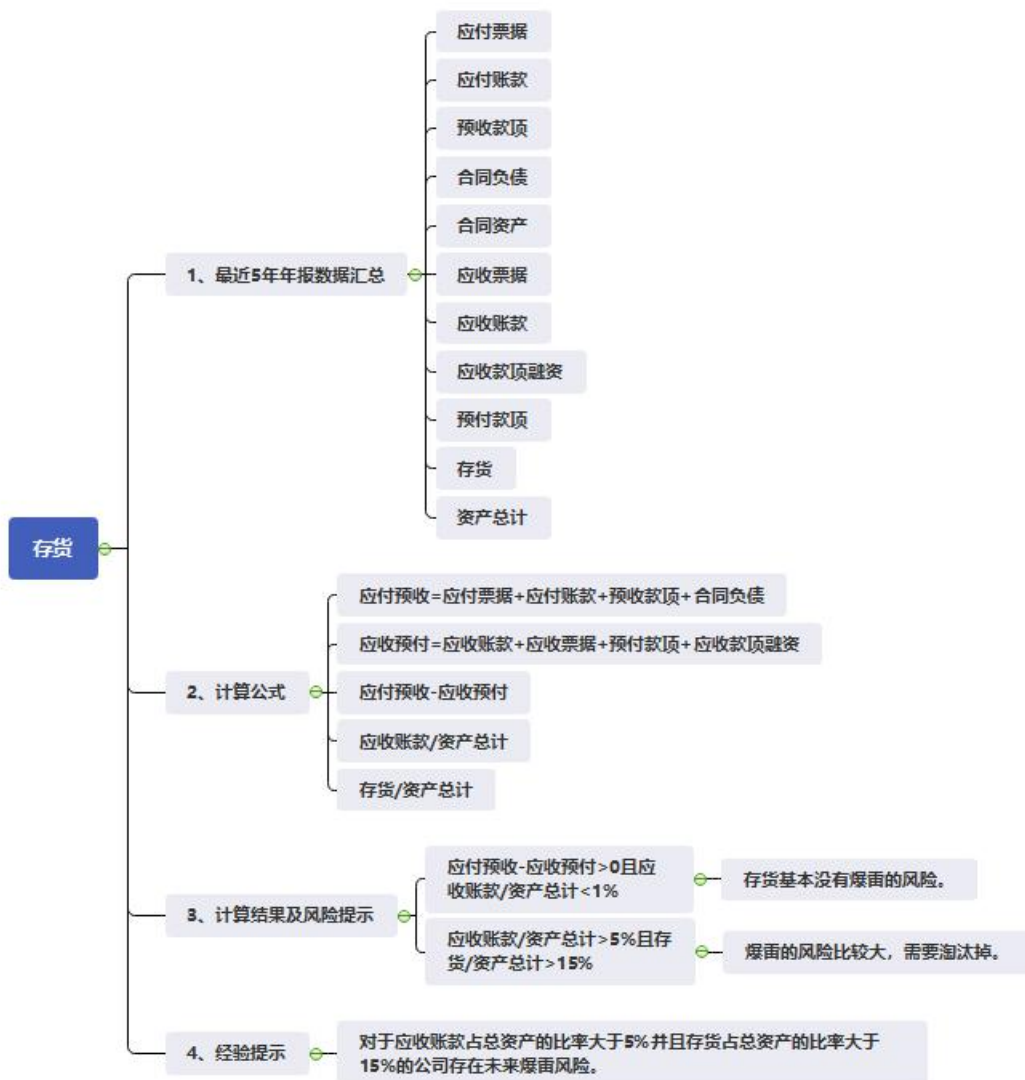 应付票据
应付账款
预收款顶
合同负债
合同资产
1、最近5年年报数据汇总
应收票据
应收账款
应收款顶融资
预付款顶
存货
资产总计
存货
应付预收=应付票据+应付账款+预收款顶+合同负债
应收预付=应收账款+应收票据+预付款顶+应收款顶融资
2、计算公式
应付预收-应收预付
应收账款/资产总计
存货/资产总计
应付预收-应收预付>0且应
收账款/资产总计<1%
存货基本没有爆雷的风险。
3、计算结果及风险提示
应收账款/资产总计>5%且存
货/资产总计>15%
爆雷的风险比较大，需要淘汰掉。
4、经验提示
对于应收账款占总资产的比率大于5%并且存货占总资产的比率大于
15%的公司存在未来爆雷风险。